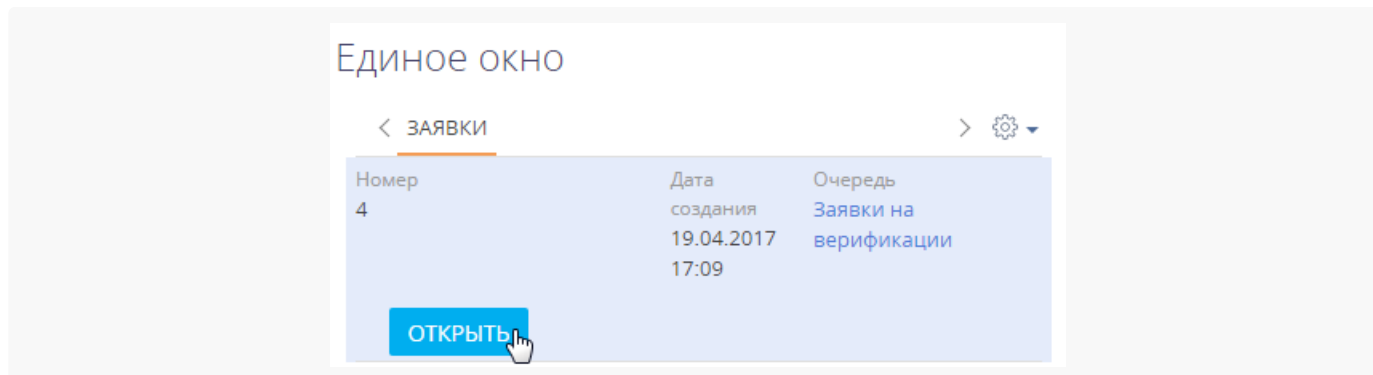 Единое окно
ЗАЯВКИ
Номер
4
Дата
создания
19.04.2017
17:09
Очередь
Заявки на
верификации
ОТКРЫТЬ